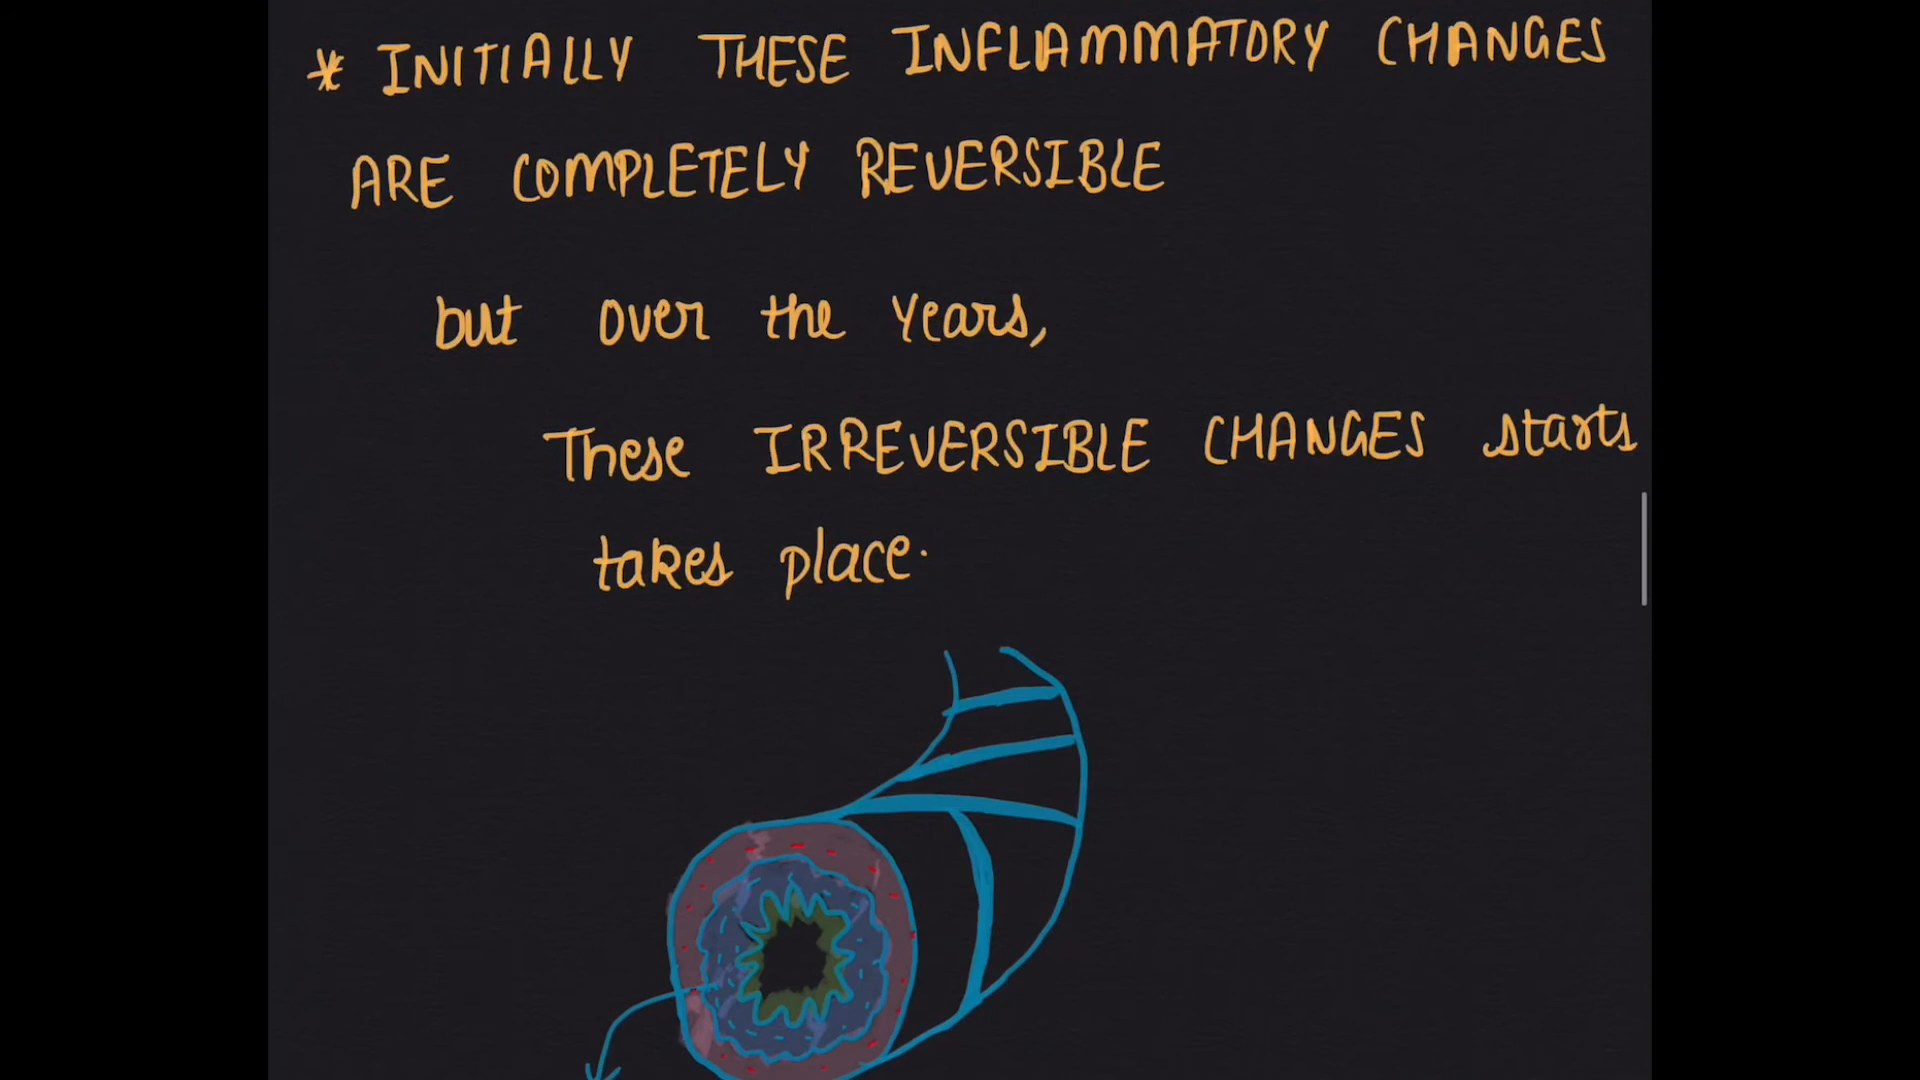 * INITIALLY THESE INFLAMMATORY CHANGES
ARE COMPLETELY REVERSIBLE
but over the Years,
These IRREVERSIBLE CHANGES starts
takes place.